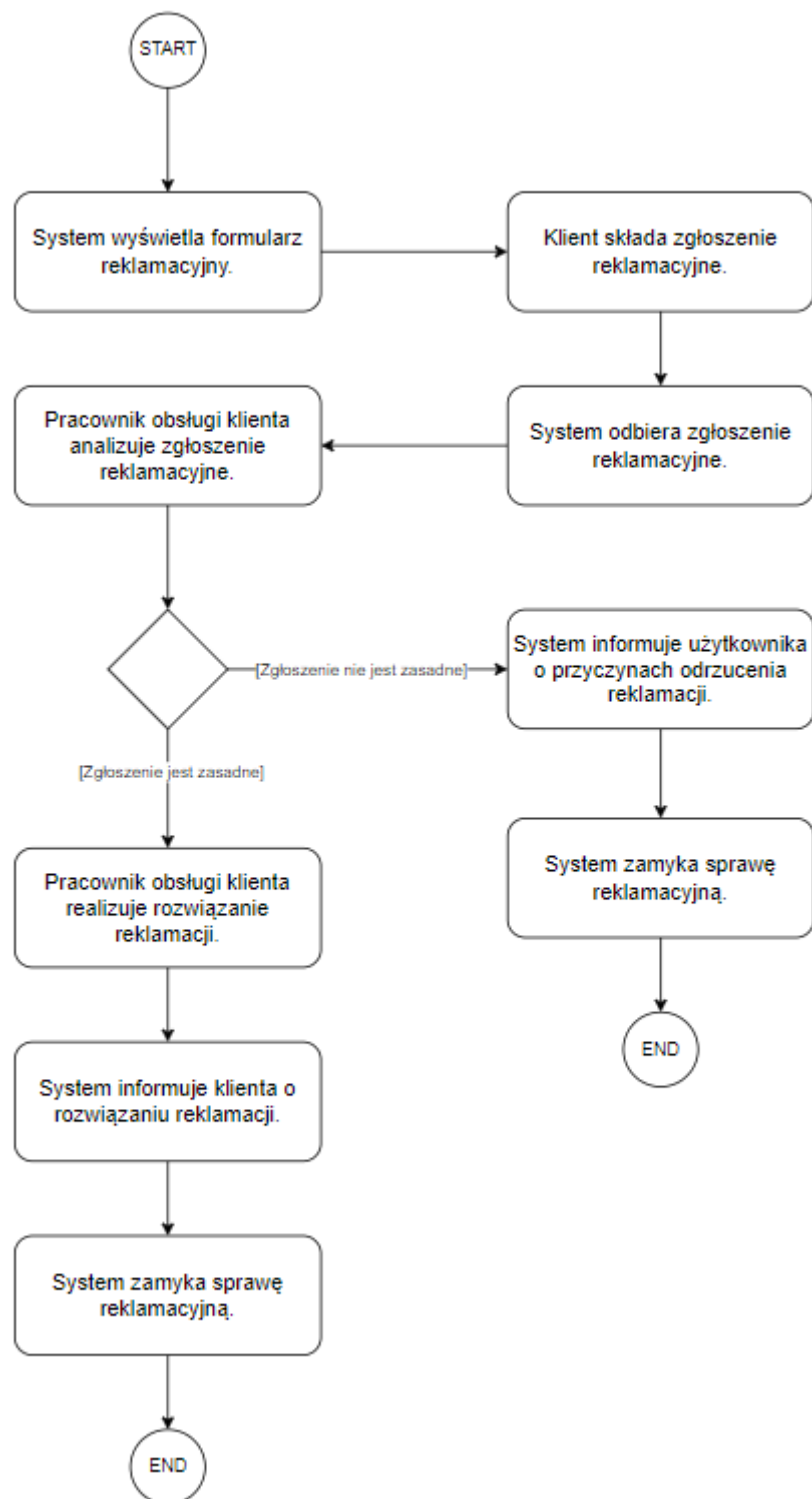 START
System wyświetla formularz
reklamacyjny.
Klient składa zgłoszenie
reklamacyjne.
System odbiera zgłoszenie
reklamacyjne.
Pracownik obsługi klienta
analizuje zgłoszenie
reklamacyjne.
[Zgłoszenie nie jest zasadne]
System informuje użytkownika
o przyczynach odrzucenia
reklamacji.
System zamyka sprawę
reklamacyjną.
END
[Zgłoszenie jest zasadne]
Pracownik obsługi klienta
realizuje rozwiązanie
reklamacji.
System informuje klienta o
rozwiązaniu reklamacji.
System zamyka sprawę
reklamacyjną.
END